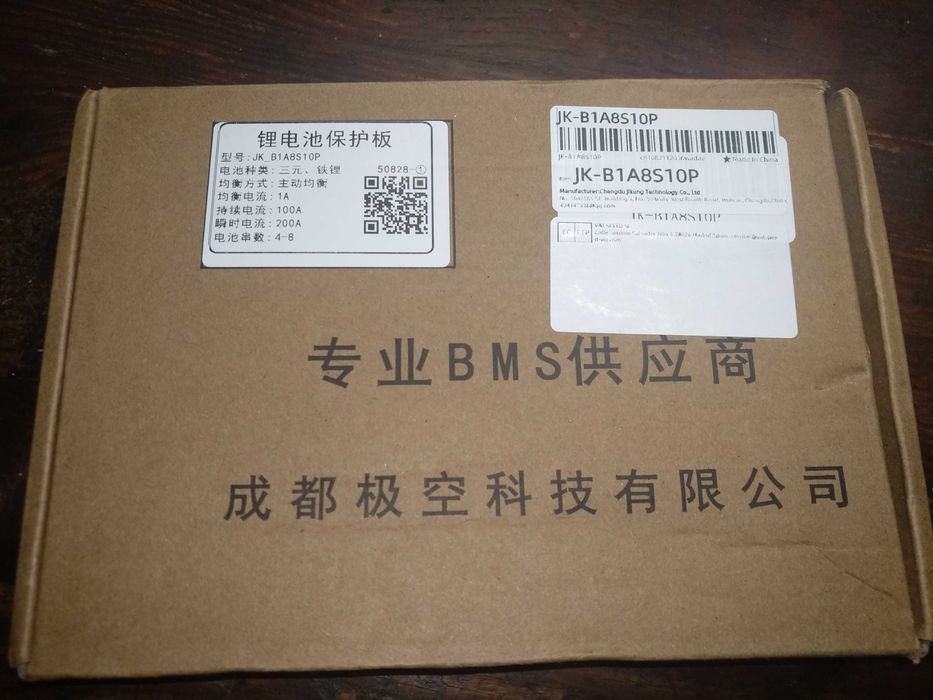 锂电池保护板
型号:JK_B1A8S10P
电池种类:三元、铁锂 50828-①
均衡方式:主动均衡
均衡电流:1A
持续电流:100A
瞬时电流:200A
电池串数:4-8
JK-B1A8S10P
JK-B1A8S10P
Made In China
JK-B1A8S10P
Manufacturer:Chengdu Jikong Technology Co., Ltd
JK-B1A8S10P
EC REP
专业BMS供应商
成都极空科技有限公司